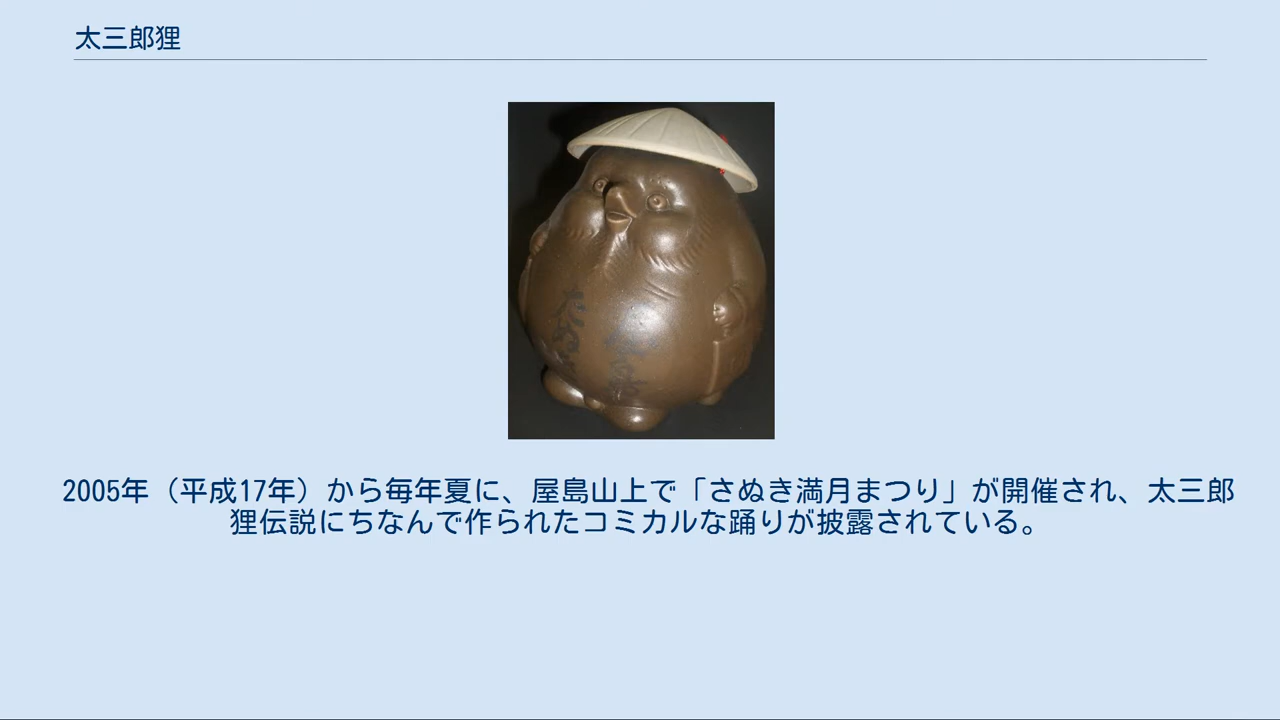 太三郎狸
2005年（平成17年）から毎年夏に、屋島山上で「さぬき満月まつり」が開催され、太三郎
狸伝説にちなんで作られたコミカルな踊りが披露されている。